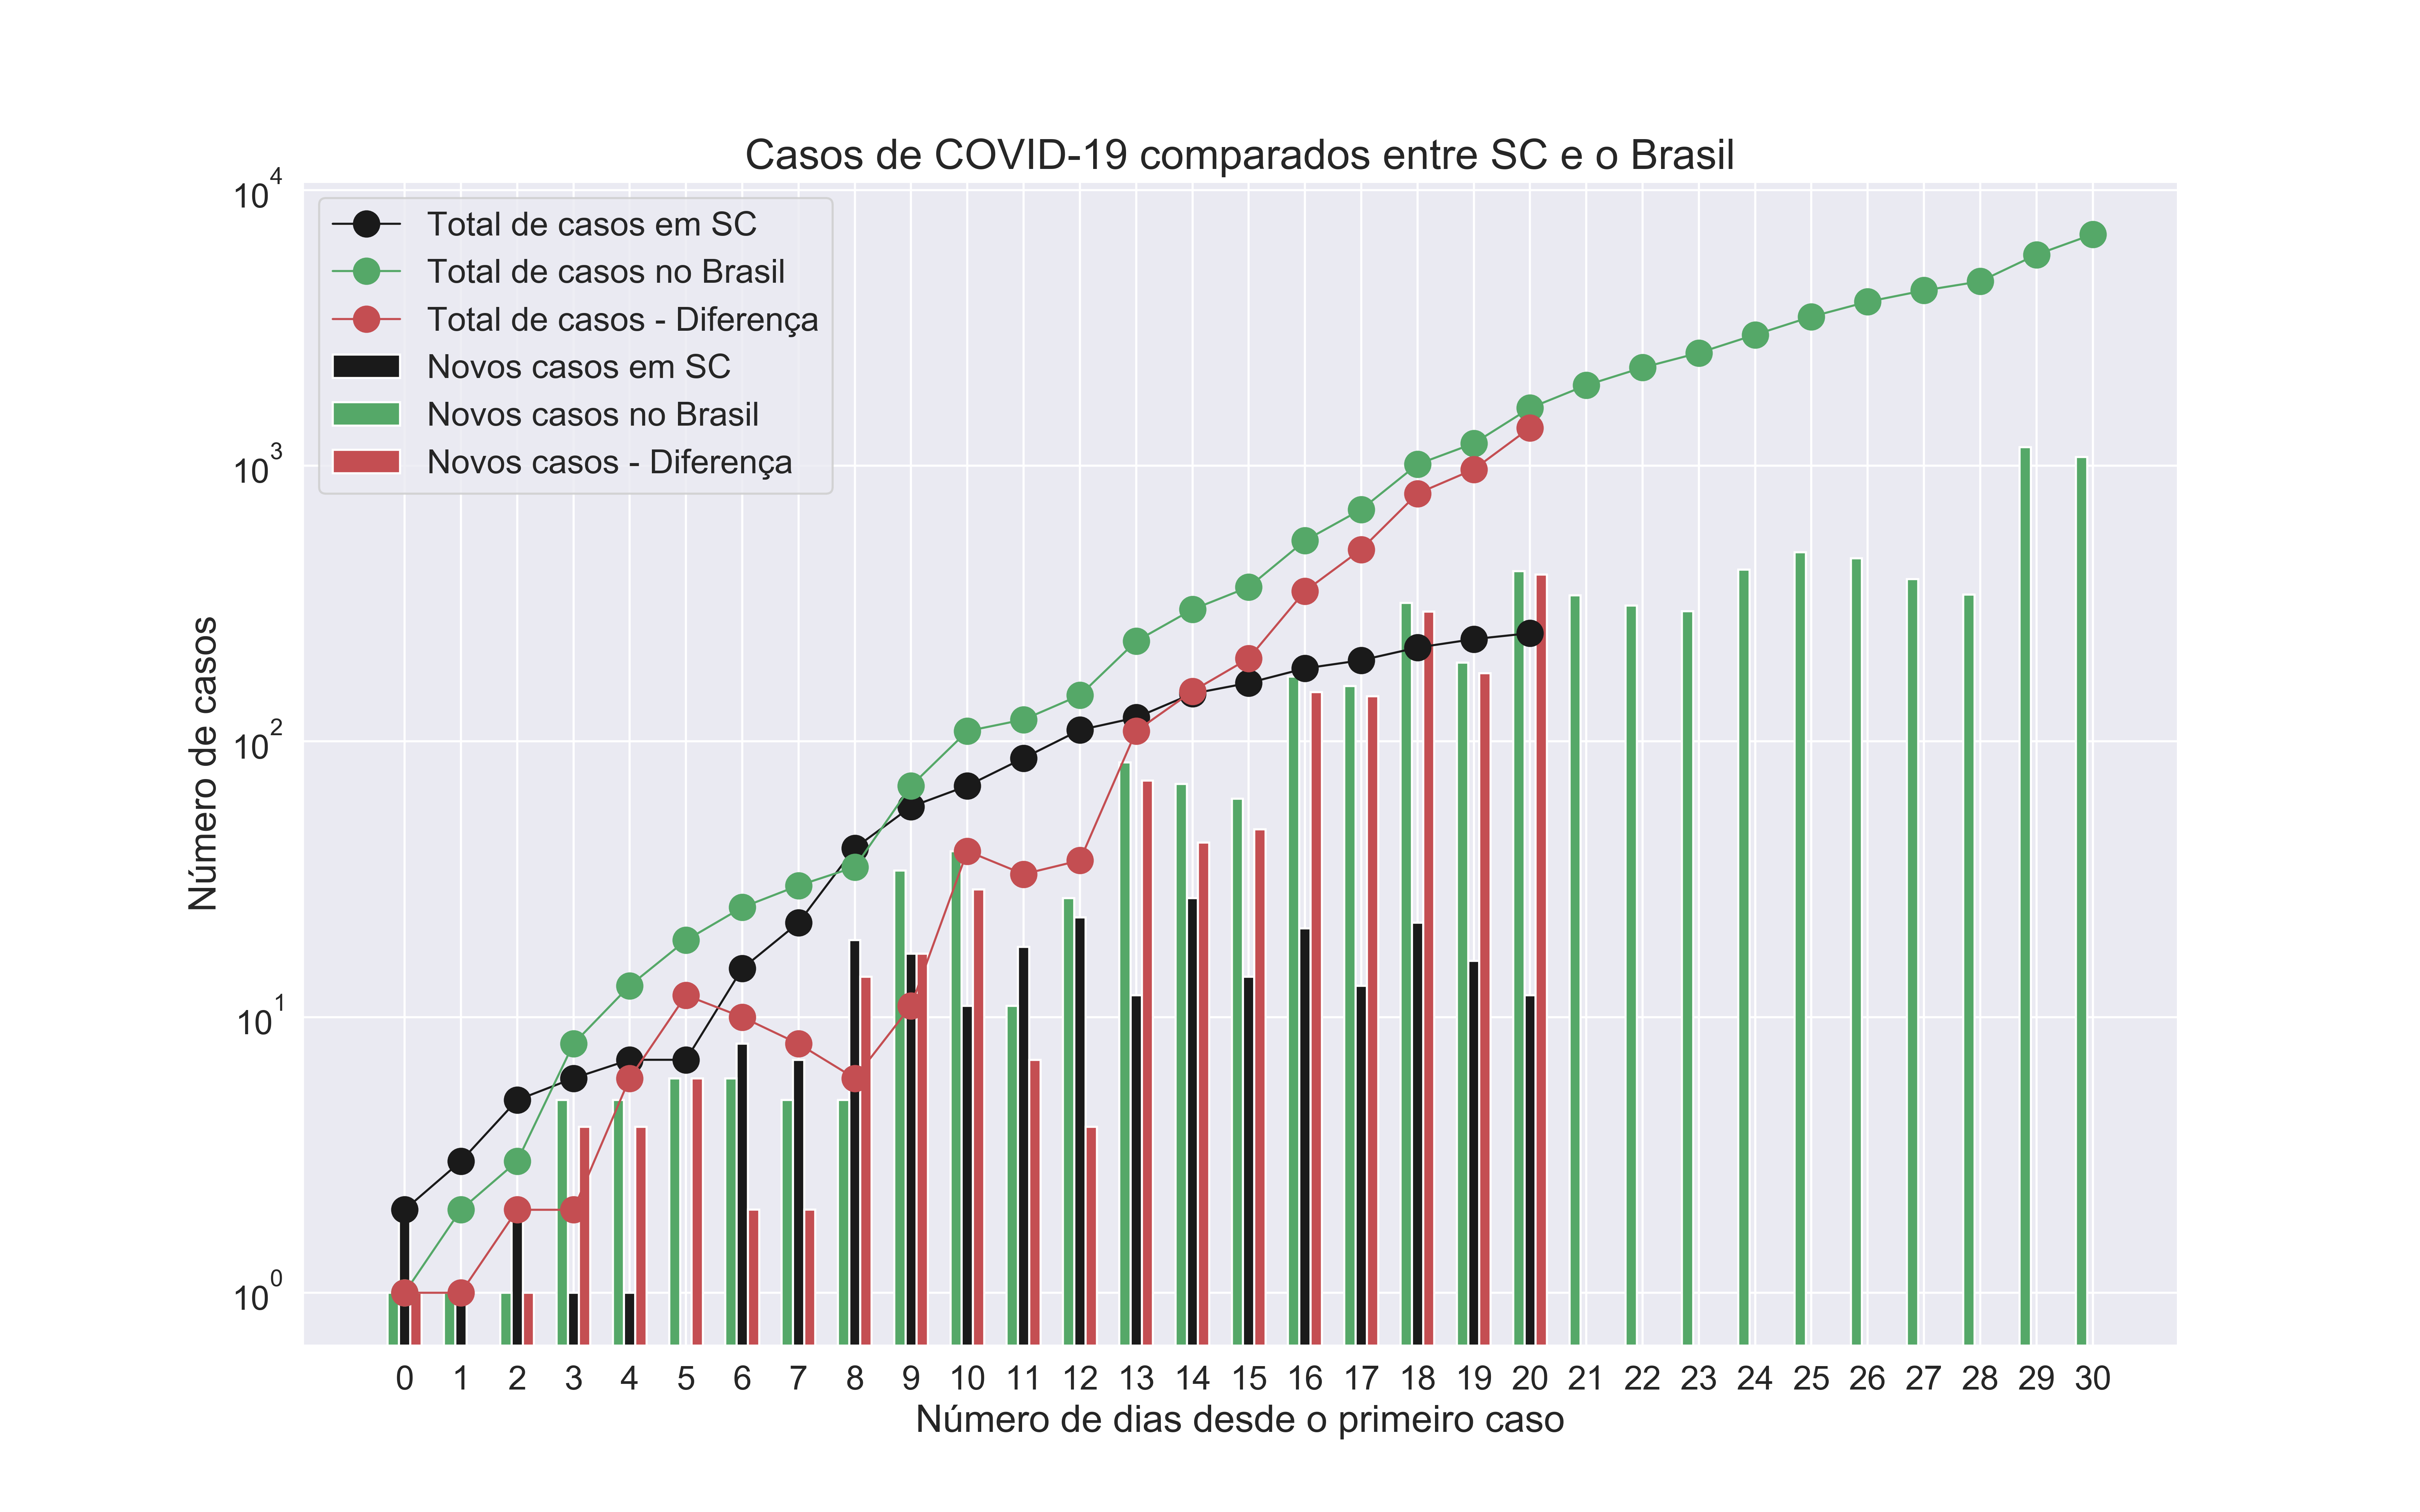 Casos de COVID-19 comparados entre SC e o Brasil
10^4
10^3
10^2
10^1
10^0
Número de casos
Total de casos em SC
Total de casos no Brasil
Total de casos - Diferença
Novos casos em SC
Novos casos no Brasil
Novos casos - Diferença
0 1 2 3 4 5 6 7 8 9 10 11 12 13 14 15 16 17 18 19 20 21 22 23 24 25 26 27 28 29 30
Número de dias desde o primeiro caso